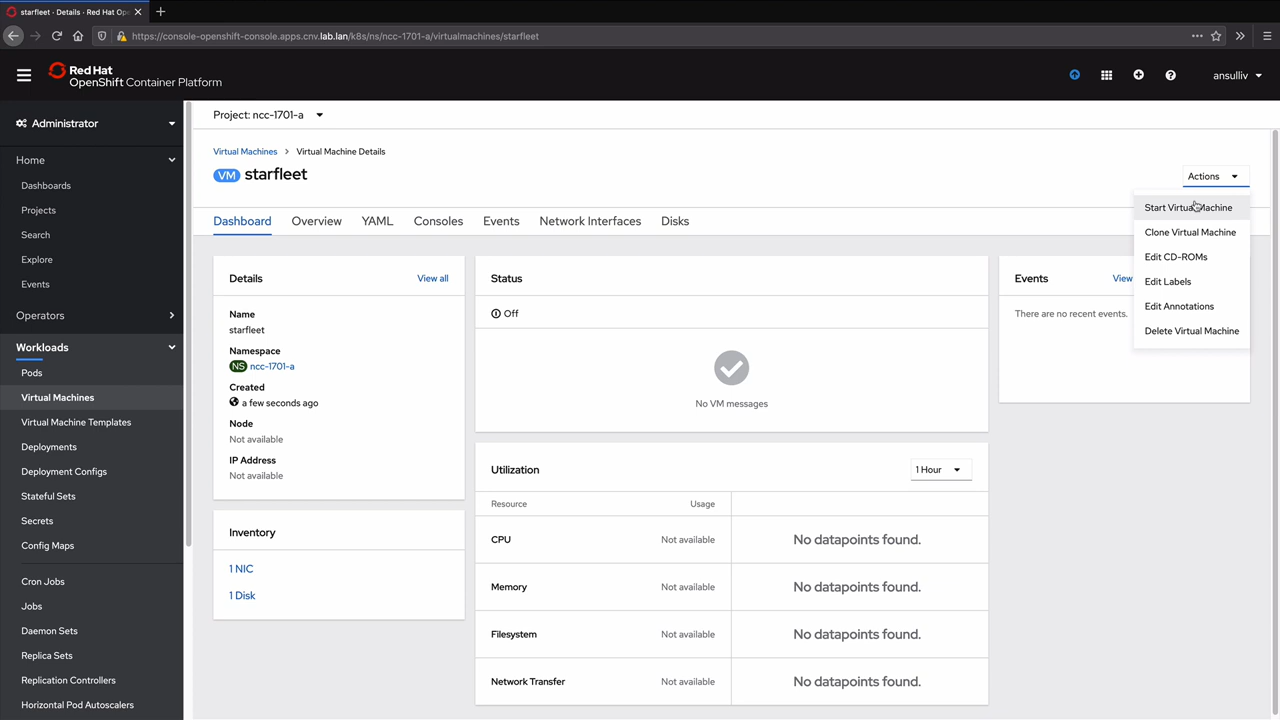 starfleet · Details · Red Hat Op
https://console-openshift-console.apps.cnv.lab.lan/k8s/ns/ncc-1701-a/virtualmachines/starfleet
Red Hat
OpenShift Container Platform
ansulliv
Administrator
Home
Dashboards
Projects
Search
Explore
Events
Operators
Workloads
Pods
Virtual Machines
Virtual Machine Templates
Deployments
Deployment Configs
Stateful Sets
Secrets
Config Maps
Cron Jobs
Jobs
Daemon Sets
Replica Sets
Replication Controllers
Horizontal Pod Autoscalers
Project: ncc-1701-a
Virtual Machines > Virtual Machine Details
VM starfleet
Actions
Start Virtual Machine
Clone Virtual Machine
Edit CD-ROMs
Edit Labels
Edit Annotations
Delete Virtual Machine
Dashboard Overview YAML Consoles Events Network Interfaces Disks
Details View all
Name
starfleet
Namespace
NS ncc-1701-a
Created
a few seconds ago
Node
Not available
IP Address
Not available
Inventory
1 NIC
1 Disk
Status
Off
No VM messages
Utilization 1 Hour
Resource Usage
CPU Not available No datapoints found.
Memory Not available No datapoints found.
Filesystem Not available No datapoints found.
Network Transfer Not available No datapoints found.
Events View
There are no recent events.